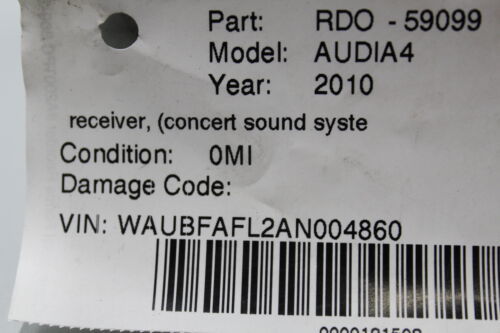 Part: RDO - 59099
Model: AUDIA4
Year: 2010
receiver, (concert sound syste
Condition: 0MI
Damage Code:
VIN: WAUBFAFL2AN004860